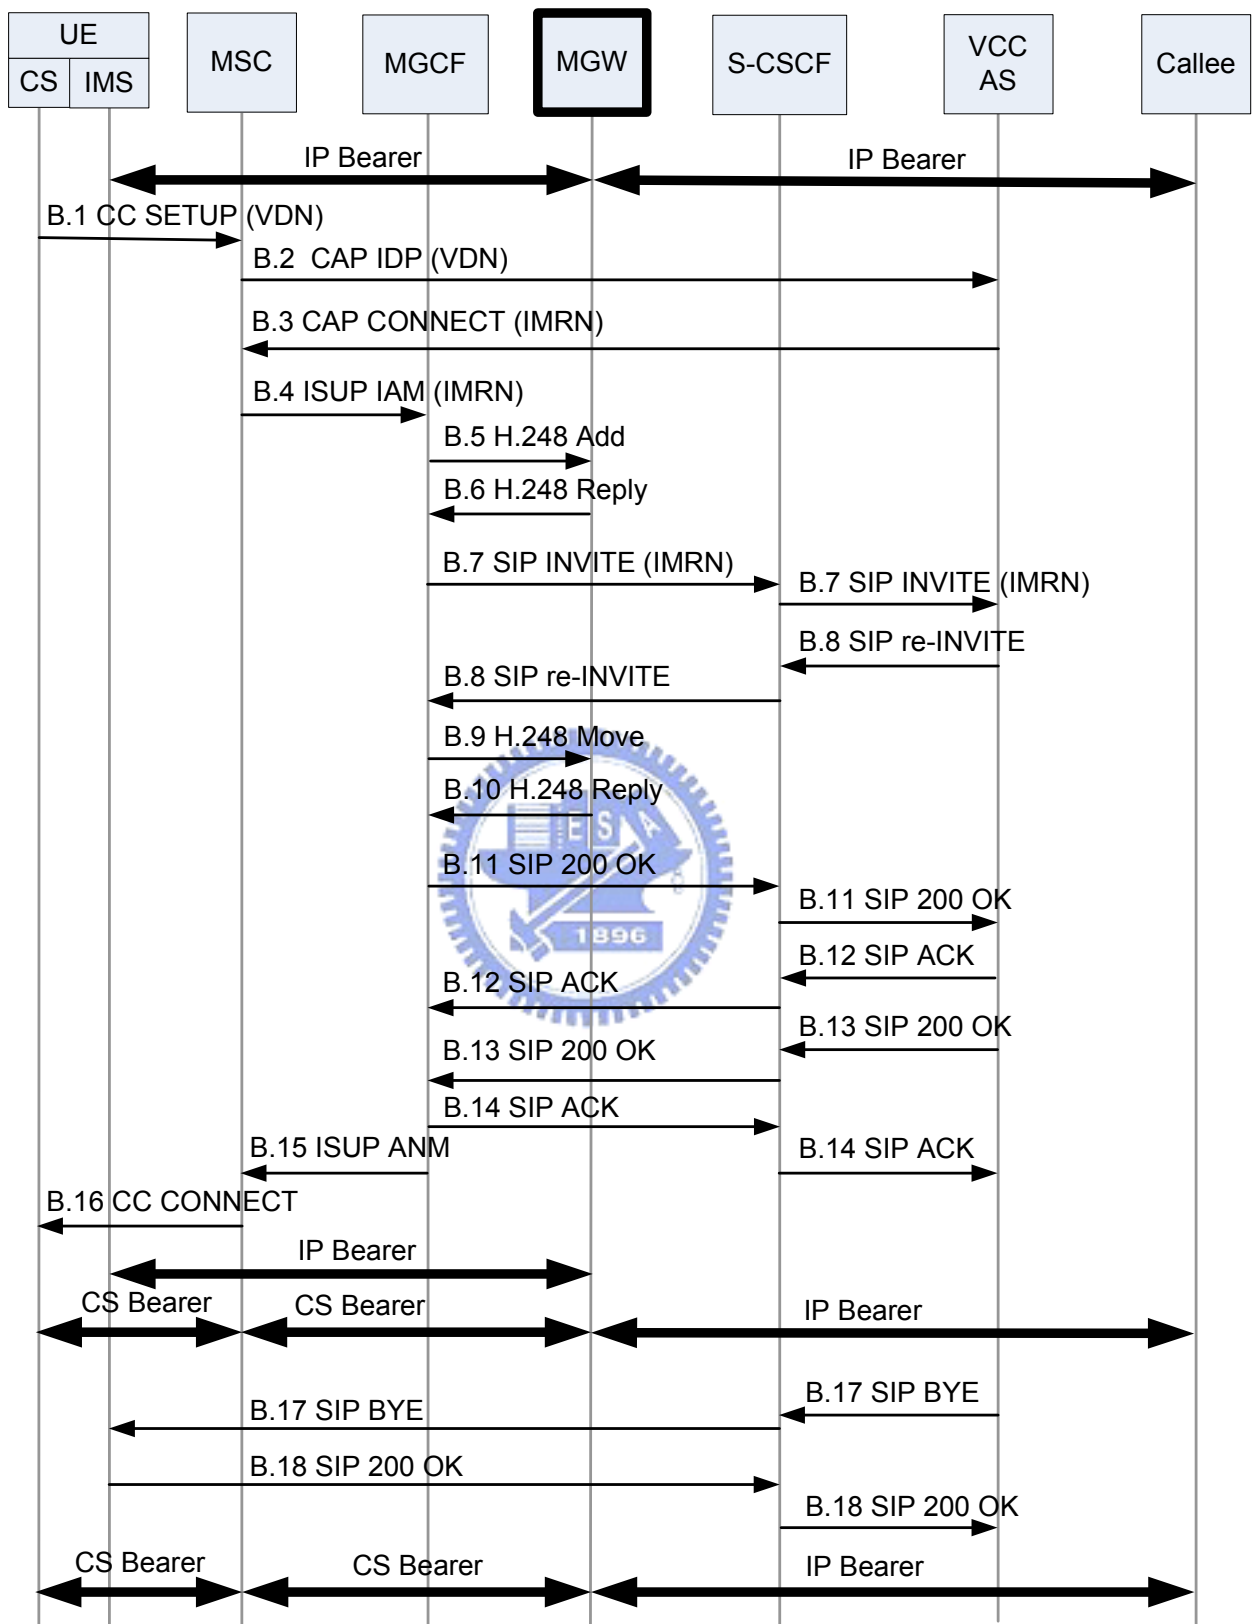 UE
CS IMS
MSC
MGCF
MGW
S-CSCF
VCC
AS
Callee
IP Bearer
IP Bearer
B.1 CC SETUP (VDN)
B.2 CAP IDP (VDN)
B.3 CAP CONNECT (IMRN)
B.4 ISUP IAM (IMRN)
B.5 H.248 Add
B.6 H.248 Reply
B.7 SIP INVITE (IMRN)
B.7 SIP INVITE (IMRN)
B.8 SIP re-INVITE
B.8 SIP re-INVITE
B.9 H.248 Move
B.10 H.248 Reply
E S A
B.11 SIP 200 OK
B.11 SIP 200 OK
1896
B.12 SIP ACK
B.12 SIP ACK
B.13 SIP 200 OK
B.13 SIP 200 OK
B.14 SIP ACK
B.15 ISUP ANM
B.14 SIP ACK
B.16 CC CONNECT
IP Bearer
CS Bearer
CS Bearer
IP Bearer
B.17 SIP BYE
B.17 SIP BYE
B.18 SIP 200 OK
B.18 SIP 200 OK
CS Bearer
CS Bearer
IP Bearer